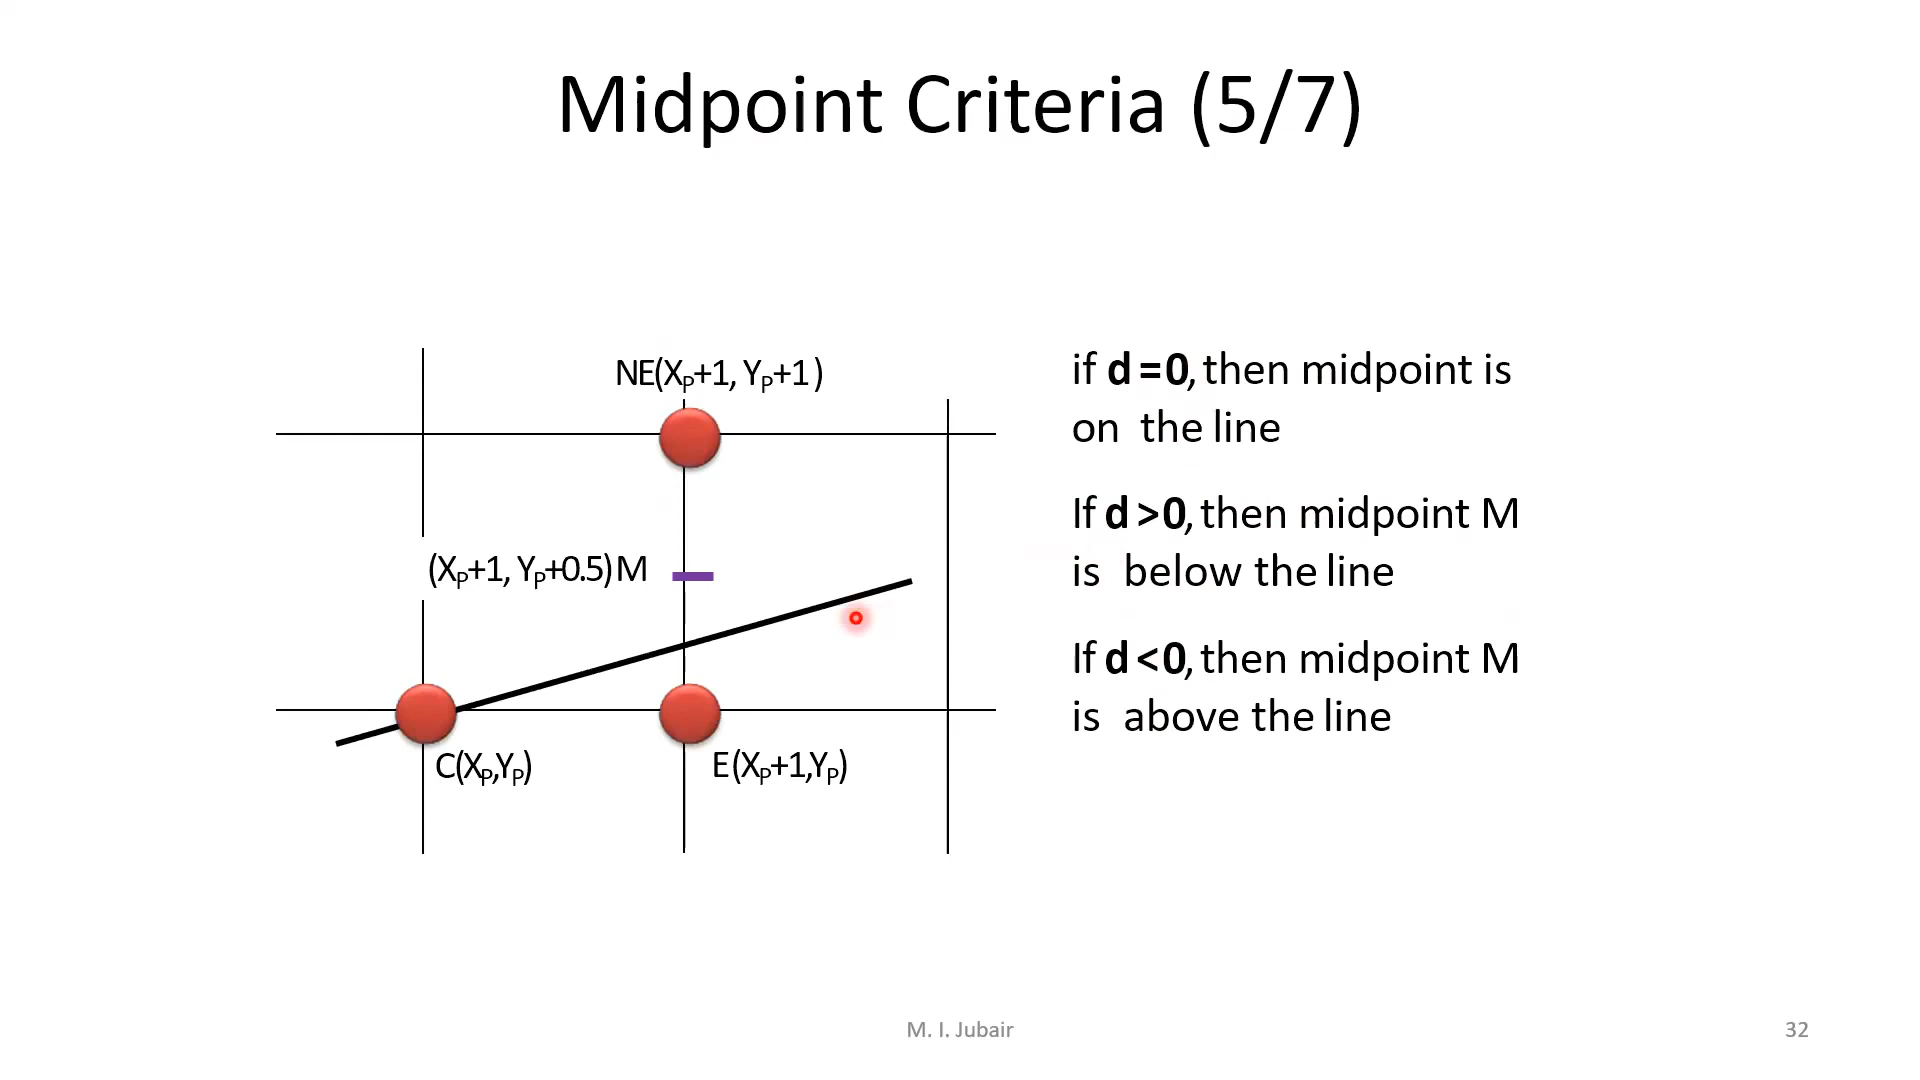 Midpoint Criteria (5/7)
NE(XP+1, YP+1)
(XP+1, YP+0.5) M
C(XP,YP)
E(XP+1,YP)
if d = 0, then midpoint is
on the line
If d > 0, then midpoint M
is below the line
If d < 0, then midpoint M
is above the line
M. I. Jubair
32